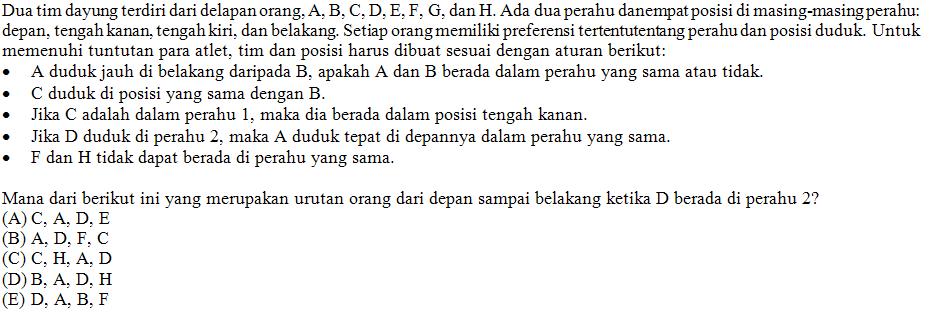 Dua tim dayung terdiri dari delapan orang, A, B, C, D, E, F, G, dan H. Ada dua perahu danempat posisi di masing-masing perahu:
depan, tengah kanan, tengah kiri, dan belakang. Setiap orang memiliki preferensi tertentutentang perahu dan posisi duduk. Untuk
memenuhi tuntutan para atlet, tim dan posisi harus dibuat sesuai dengan aturan berikut:
• A duduk jauh di belakang daripada B, apakah A dan B berada dalam perahu yang sama atau tidak.
• C duduk di posisi yang sama dengan B.
• Jika C adalah dalam perahu 1, maka dia berada dalam posisi tengah kanan.
• Jika D duduk di perahu 2, maka A duduk tepat di depannya dalam perahu yang sama.
• F dan H tidak dapat berada di perahu yang sama.
Mana dari berikut ini yang merupakan urutan orang dari depan sampai belakang ketika D berada di perahu 2?
(A) C, A, D, E
(B) A, D, F, C
(C) C, H, A, D
(D) B, A, D, H
(E) D, A, B, F